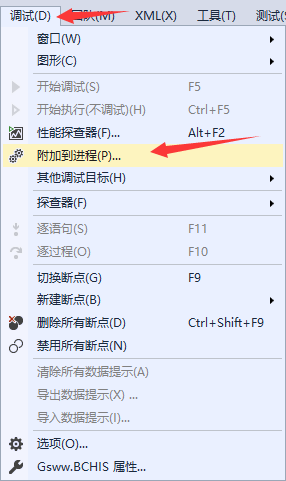 调试(D) 团队(M) XML(X) 工具(T) 测试(S
窗口(W)
图形(C)
开始调试(S) F5
开始执行(不调试)(H) Ctrl+F5
性能探查器(F)... Alt+F2
附加到进程(P)...
其他调试目标(H)
探查器(F)
逐语句(S) F11
逐过程(O) F10
切换断点(G) F9
新建断点(B)
删除所有断点(D) Ctrl+Shift+F9
禁用所有断点(N)
清除所有数据提示(A)
导出数据提示(X) ...
导入数据提示(I)...
选项(O)...
Gsww.BCHIS 属性...